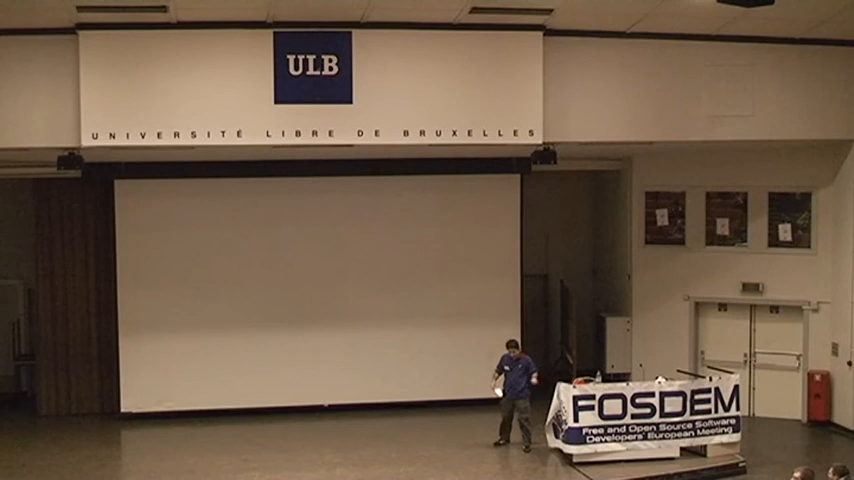 ULB
UNIVERSITÉ LIBRE DE BRUXELLES
FOSDEM
Free and Open Source Software
Developers' European Meeting